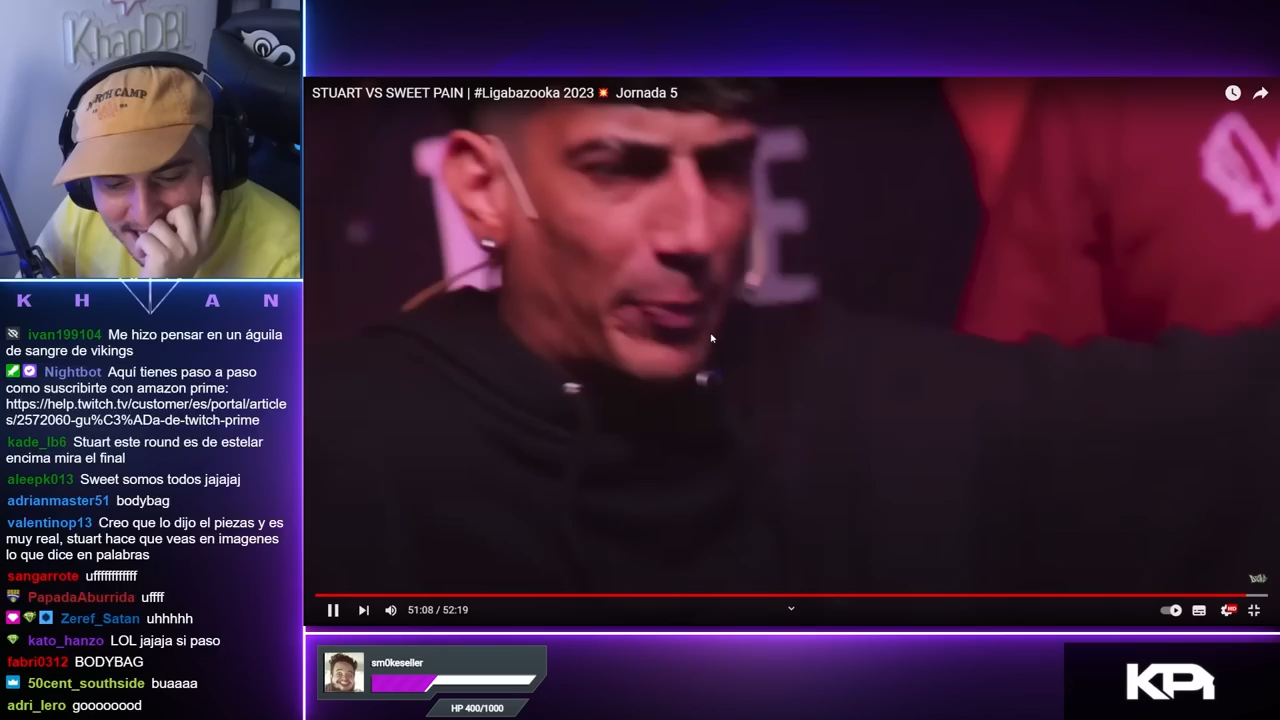 KhanDBL
NORTH CAMP
K H A N
ivan199104 Me hizo pensar en un águila
de sangre de vikings
Nightbot Aquí tienes paso a paso
como suscribirte con amazon prime:
https://help.twitch.tv/customer/es/portal/article
s/2572060-gu%C3%ADa-de-twitch-prime
kade_lb6 Stuart este round es de estelar
encima mira el final
aleepk013 Sweet somos todos jajajaj
adrianmaster51 bodybag
valentinop13 Creo que lo dijo el piezas y es
muy real, stuart hace que veas en imagenes
lo que dice en palabras
sangarrote uffffffffffff
PapadaAburrida uffff
Zeref_Satan uhhhhh
kato_hanzo LOL jajaja si paso
fabri0312 BODYBAG
50cent_southside buaaaa
adri_lero goooooood
STUART VS SWEET PAIN | #Ligabazooka 2023💥 Jornada 5
E
51:08 / 52:19
HD
sm0keseller
HP 400/1000